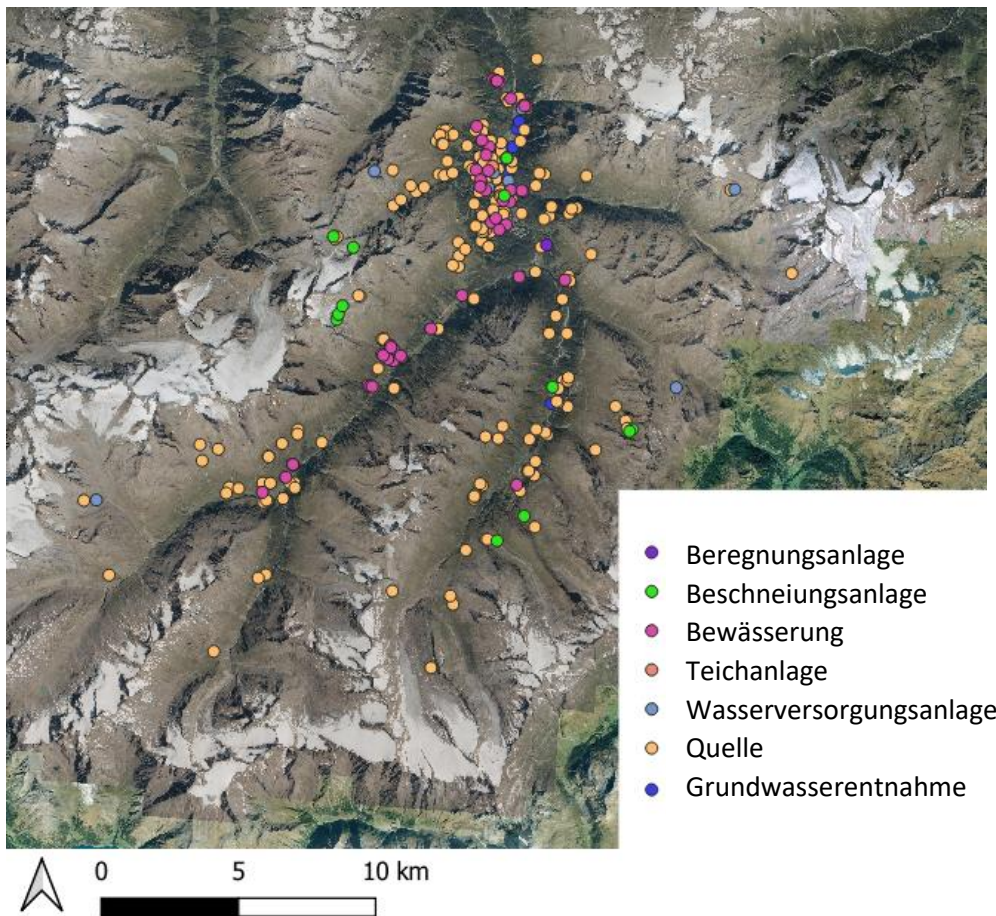 Beregnungsanlage
Beschneiungsanlage
Bewässerung
Teichanlage
Wasserversorgungsanlage
Quelle
Grundwasserentnahme
0 5 10 km